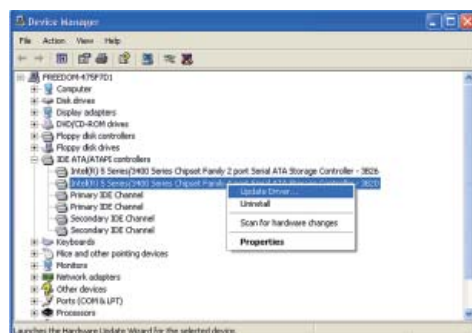 Device Manager
File Action View Help
FREEDOM-475F7D1
Computer
Disk drives
Display adapters
DVD/CD-ROM drives
Floppy disk controllers
Floppy disk drives
IDE ATA/ATAPI controllers
Intel(R) 5 Series/3400 Series Chipset Family 2 port Serial ATA Storage Controller - 3B26
Intel(R) 5 Series/3400 Series Chipset Family
Update Driver...
Primary IDE Channel
Uninstall
Primary IDE Channel
Secondary IDE Channel
Scan for hardware changes
Secondary IDE Channel
Keyboards
Properties
Mice and other pointing devices
Monitors
Network adapters
Other devices
Ports (COM & LPT)
Processors
Launches the Hardware Update Wizard for the selected device.